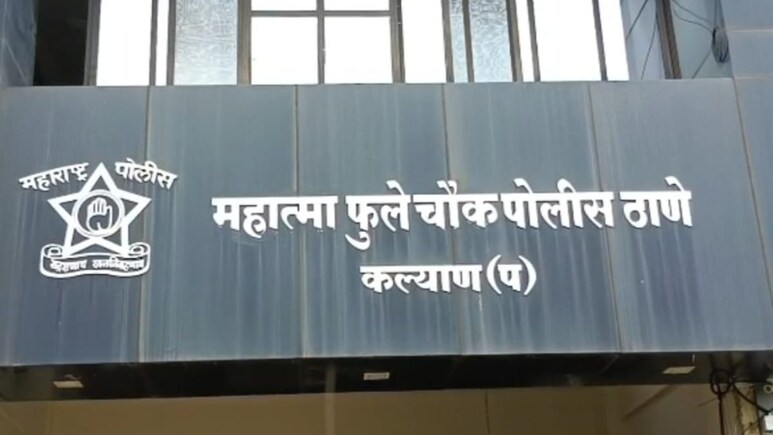 महाराष्ट्र पोलीस
महात्मा फुले चौक पोलीस ठाणे
कल्याण (प)